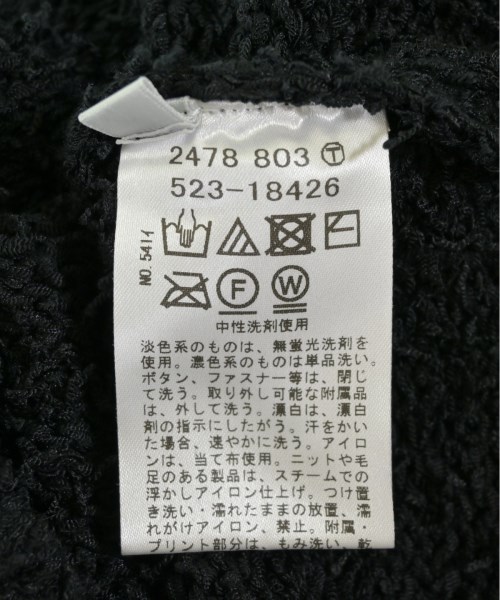 2478 803 Ⓣ
523-18426
NO.541イ
F
W
中性洗剤使用
淡色系のものは、無蛍光洗剤を
使用。濃色系のものは単品洗い。
ボタン、ファスナー等は、閉じ
て洗う。取り外し可能な附属品
は、外して洗う。漂白は、漂白
剤の指示にしたがう。汗をかい
た場合、速やかに洗う。アイロ
ンは、当て布使用。ニットや毛
足のある製品は、スチームでの
浮かしアイロン仕上げ。つけ置
き洗い・濡れたままの放置、濡
れがけアイロン、禁止。附属・
プリント部分は、もみ洗い、乾